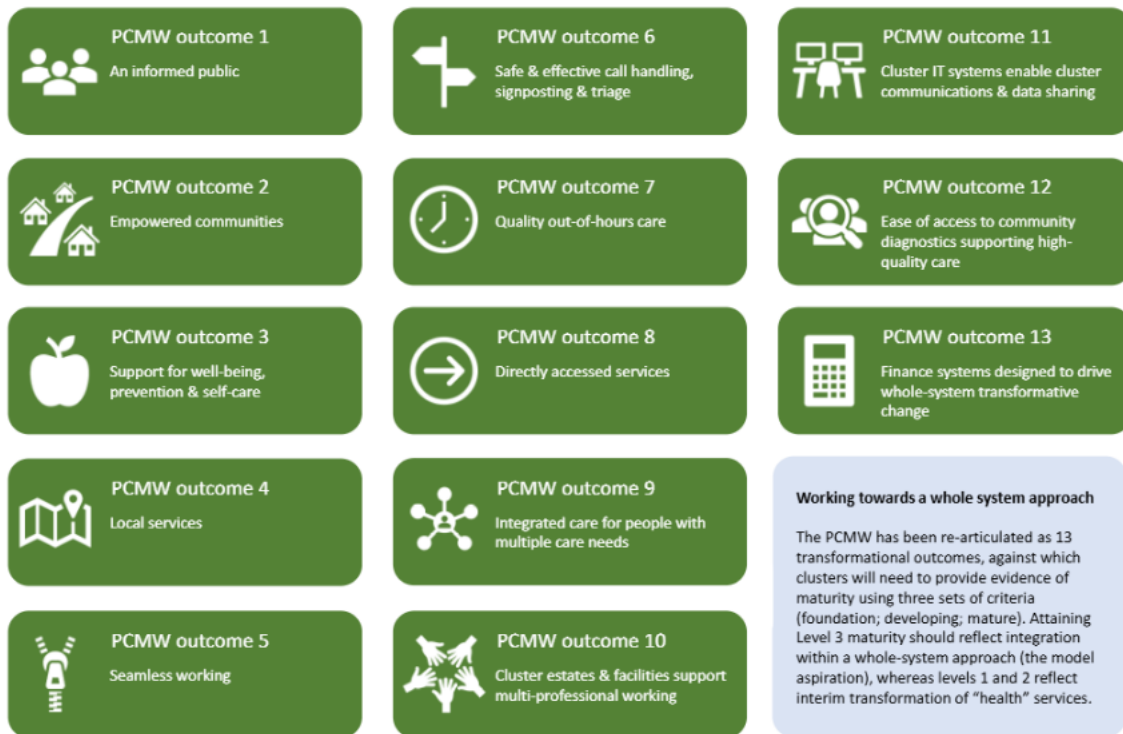 PCMW outcome 1
An informed public
PCMW outcome 2
Empowered communities
PCMW outcome 3
Support for well-being,
prevention & self-care
PCMW outcome 4
Local services
PCMW outcome 5
Seamless working
PCMW outcome 6
Safe & effective call handling,
signposting & triage
PCMW outcome 7
Quality out-of-hours care
PCMW outcome 8
Directly accessed services
PCMW outcome 9
Integrated care for people with
multiple care needs
PCMW outcome 10
Cluster estates & facilities support
multi-professional working
PCMW outcome 11
Cluster IT systems enable cluster
communications & data sharing
PCMW outcome 12
Ease of access to community
diagnostics supporting high-
quality care
PCMW outcome 13
Finance systems designed to drive
whole-system transformative
change
Working towards a whole system approach
The PCMW has been re-articulated as 13
transformational outcomes, against which
clusters will need to provide evidence of
maturity using three sets of criteria
(foundation; developing; mature). Attaining
Level 3 maturity should reflect integration
within a whole-system approach (the model
aspiration), whereas levels 1 and 2 reflect
interim transformation of “health” services.